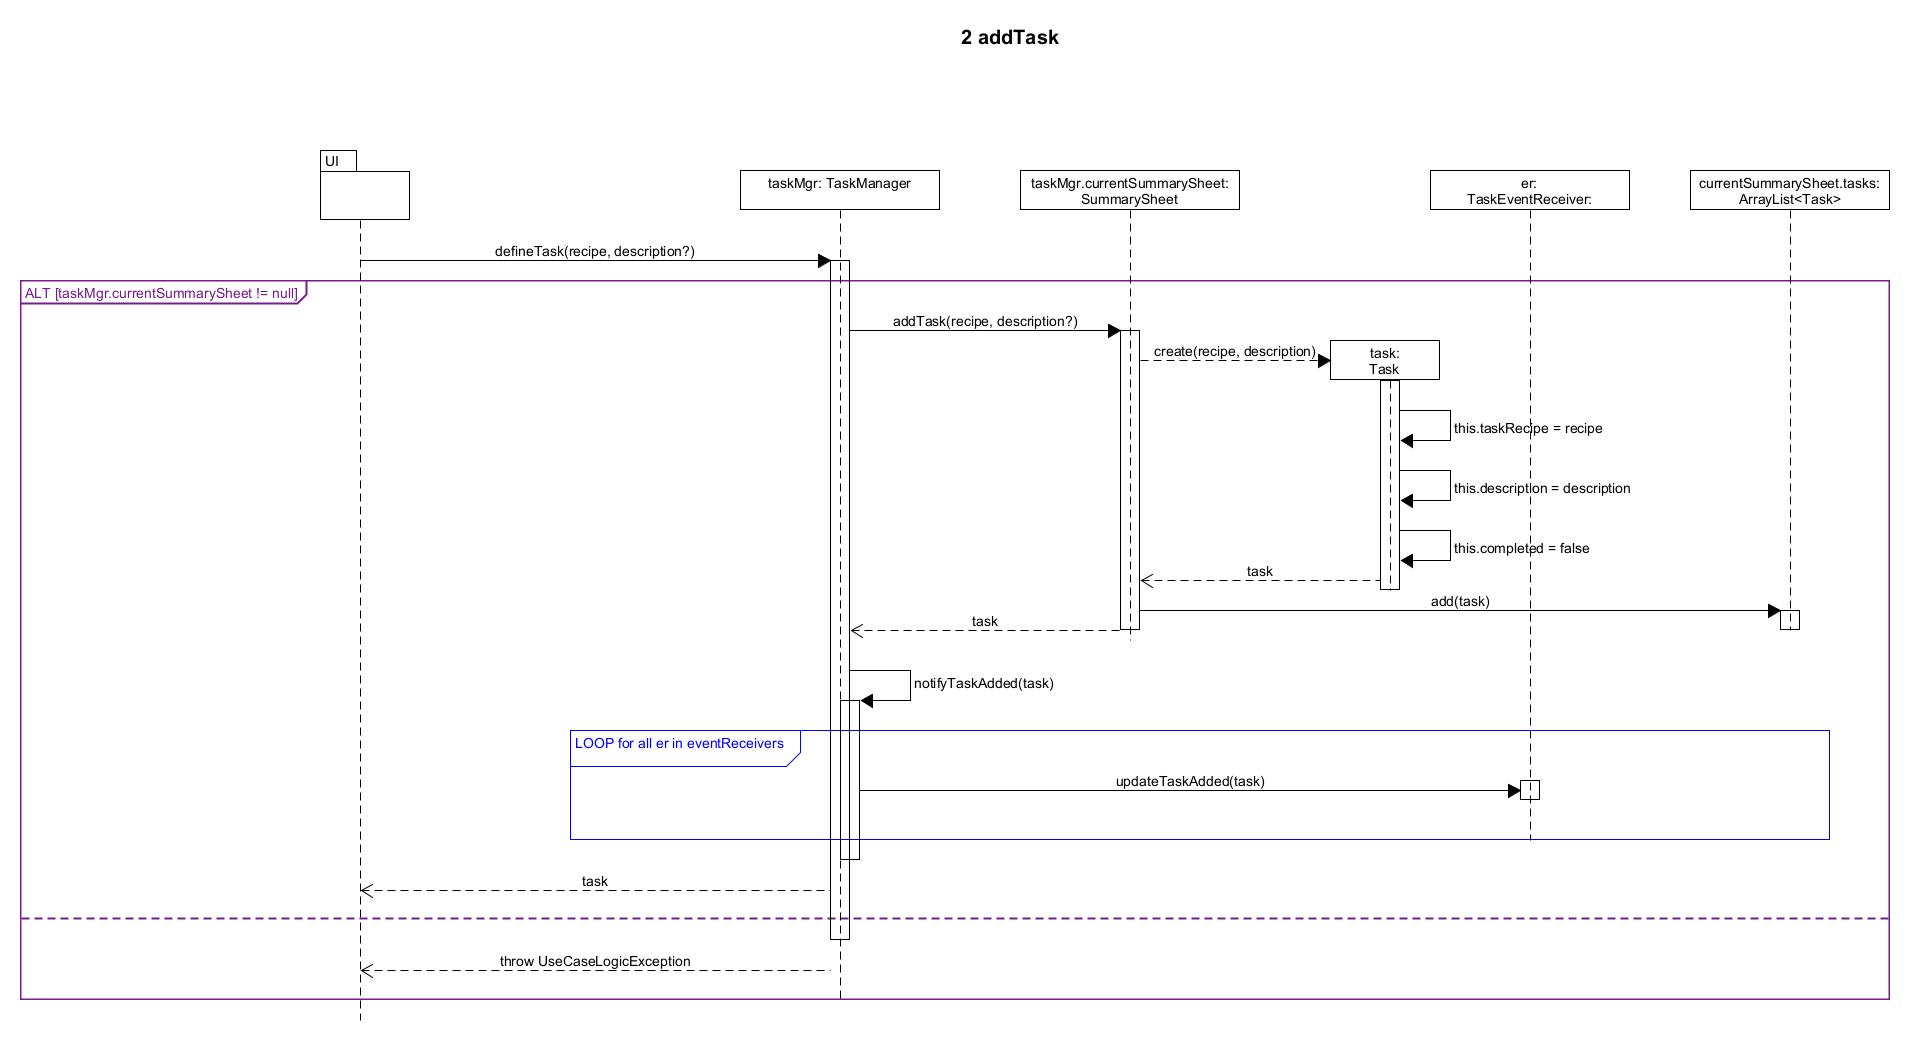 2 addTask
UI
taskMgr: TaskManager
taskMgr.currentSummarySheet:
SummarySheet
er:
TaskEventReceiver:
currentSummarySheet.tasks:
ArrayList<Task>
defineTask(recipe, description?)
ALT [taskMgr.currentSummarySheet != null]
addTask(recipe, description?)
create(recipe, description)
task:
Task
this.taskRecipe = recipe
this.description = description
this.completed = false
task
add(task)
task
notifyTaskAdded(task)
LOOP for all er in eventReceivers
updateTaskAdded(task)
task
throw UseCaseLogicException